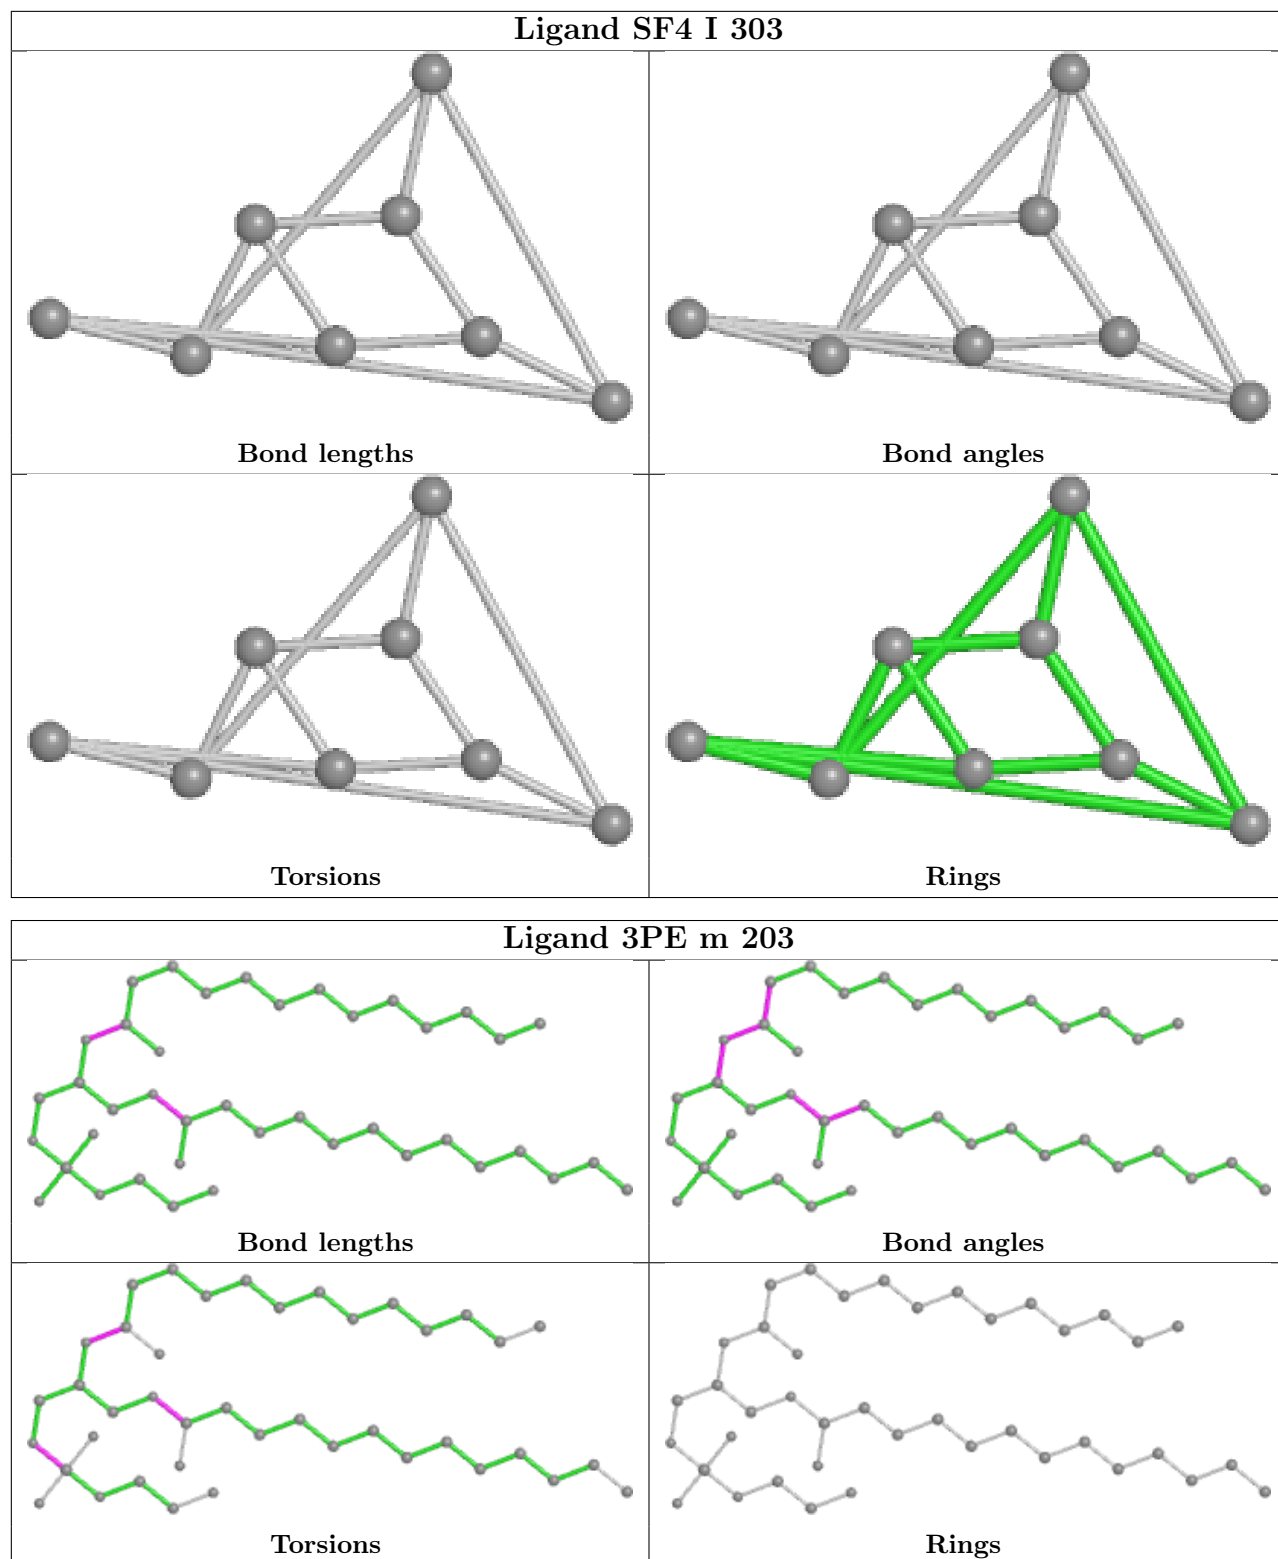 Ligand SF4 I 303
Bond lengths
Bond angles
Torsions
Rings
Ligand 3PE m 203
Bond lengths
Bond angles
Torsions
Rings